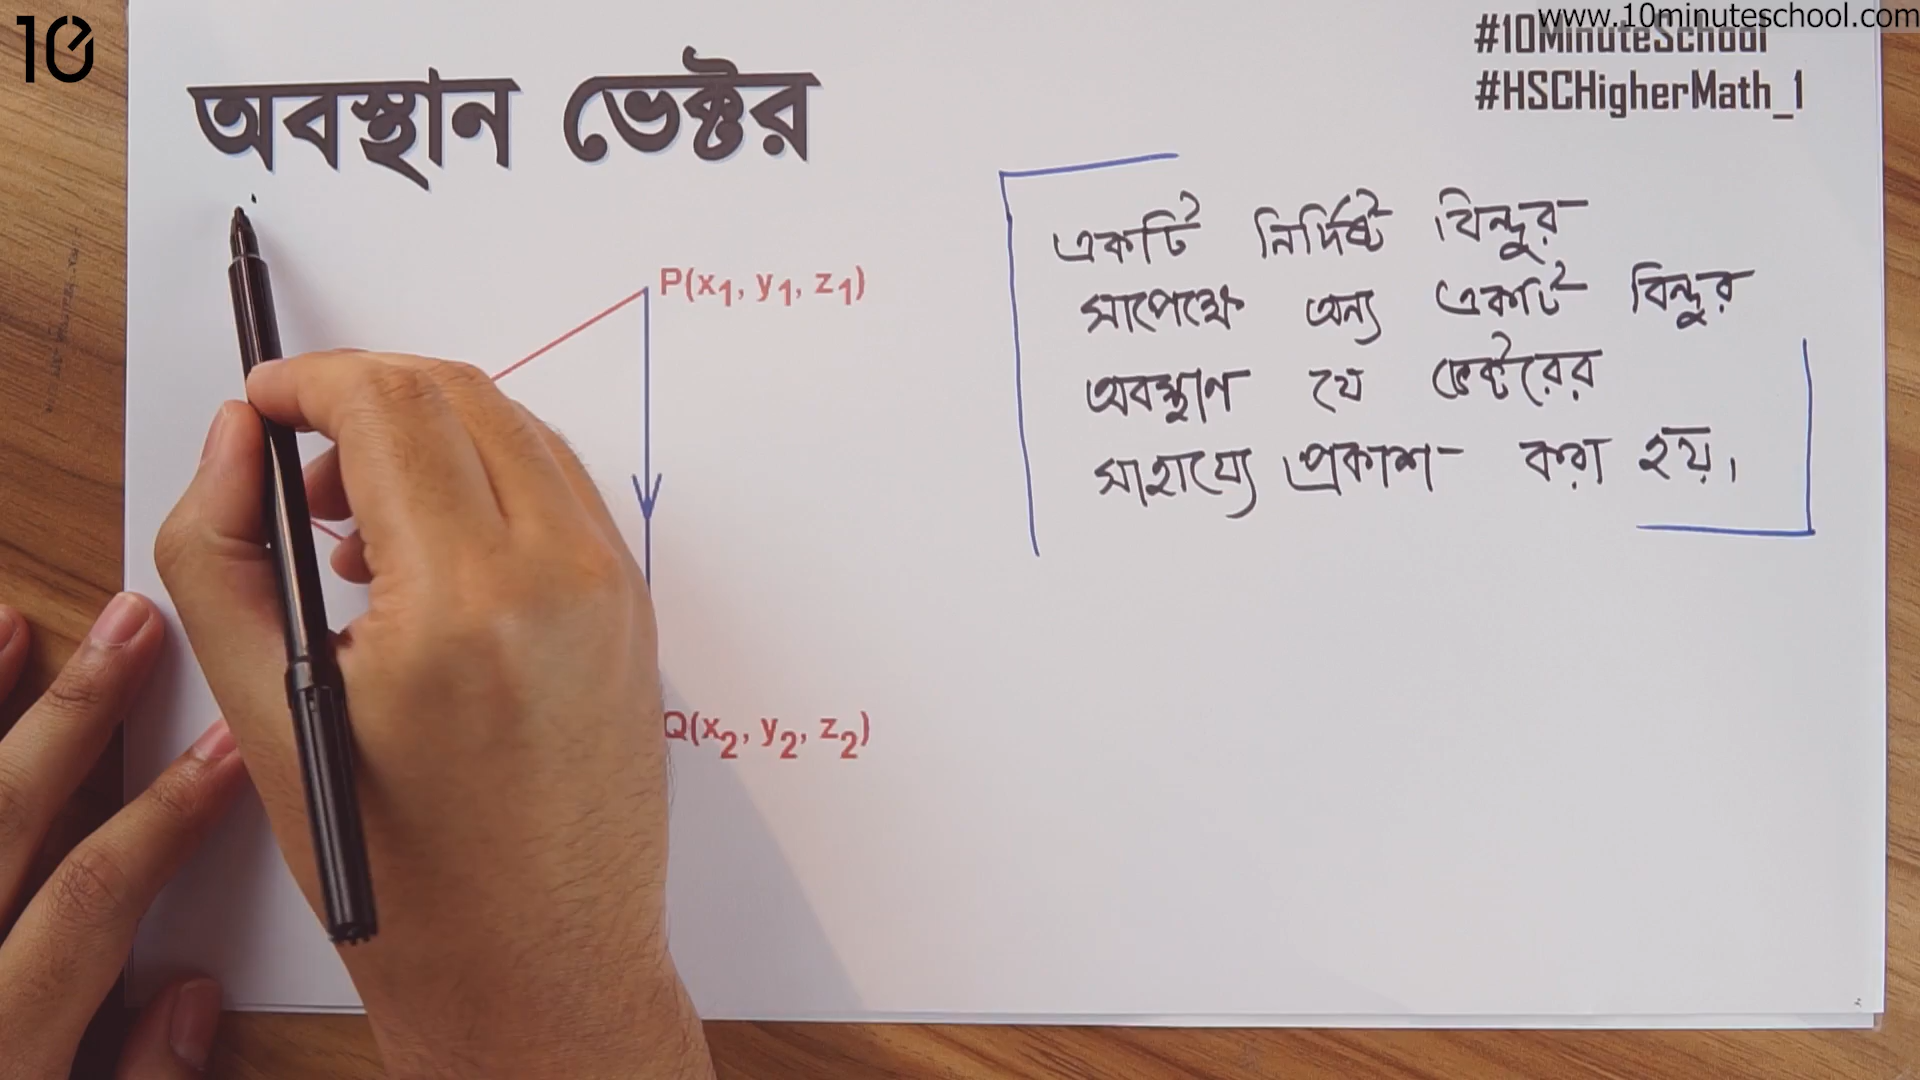 10
www.10minuteschool.com
#10MinuteSchool
#HSCHigherMath_1
অবস্থান ভেক্টর
একটি নির্দিষ্ট বিন্দুর
সাপেক্ষে অন্য একটি বিন্দুর
অবস্থান যে ভেক্টরের
সাহায্যে প্রকাশ করা হয়।
P(x₁, y₁, z₁)
Q(x₂, y₂, z₂)